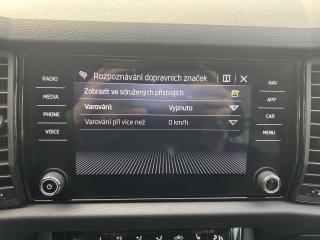 Rozpoznávání dopravních značek
RADIO
MEDIA
PHONE
VOICE
Zobrazit ve sdružených přístrojích
Varování: Vypnuto
Varování při více než 0 km/h
NAV
APP
CAR
MENU